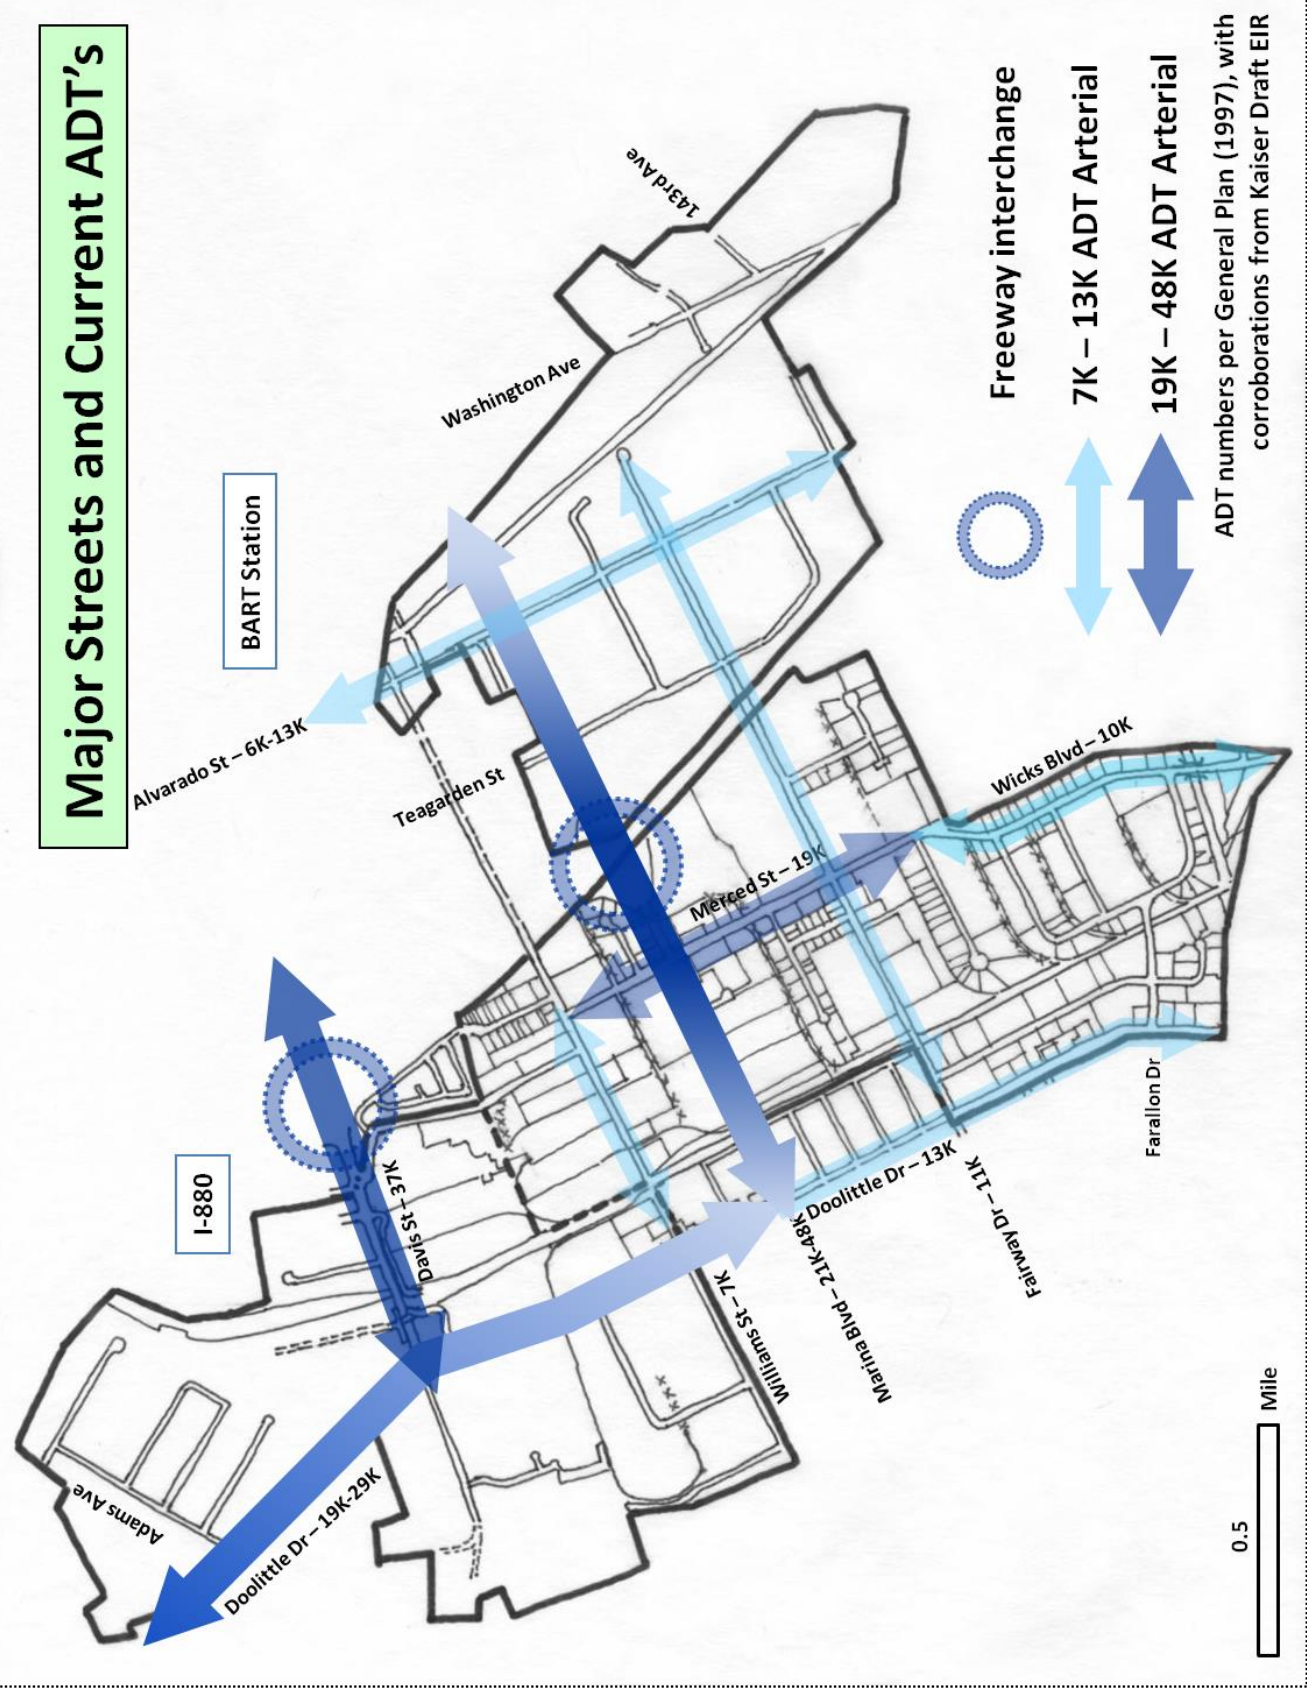 Major Streets and Current ADT's
BART Station
I-880
143rd Ave
Washington Ave
Alvarado St – 6K-13K
Teagarden St
Merced St – 19K
Wicks Blvd – 10K
Davis St – 37K
Adams Ave
Doolittle Dr – 19K-29K
Williams St – 7K
Marina Blvd – 21K-48K
Doolittle Dr – 13K
Fairway Dr – 11K
Farallon Dr
Freeway interchange
7K – 13K ADT Arterial
19K – 48K ADT Arterial
ADT numbers per General Plan (1997), with
corroborations from Kaiser Draft EIR
0.5
Mile